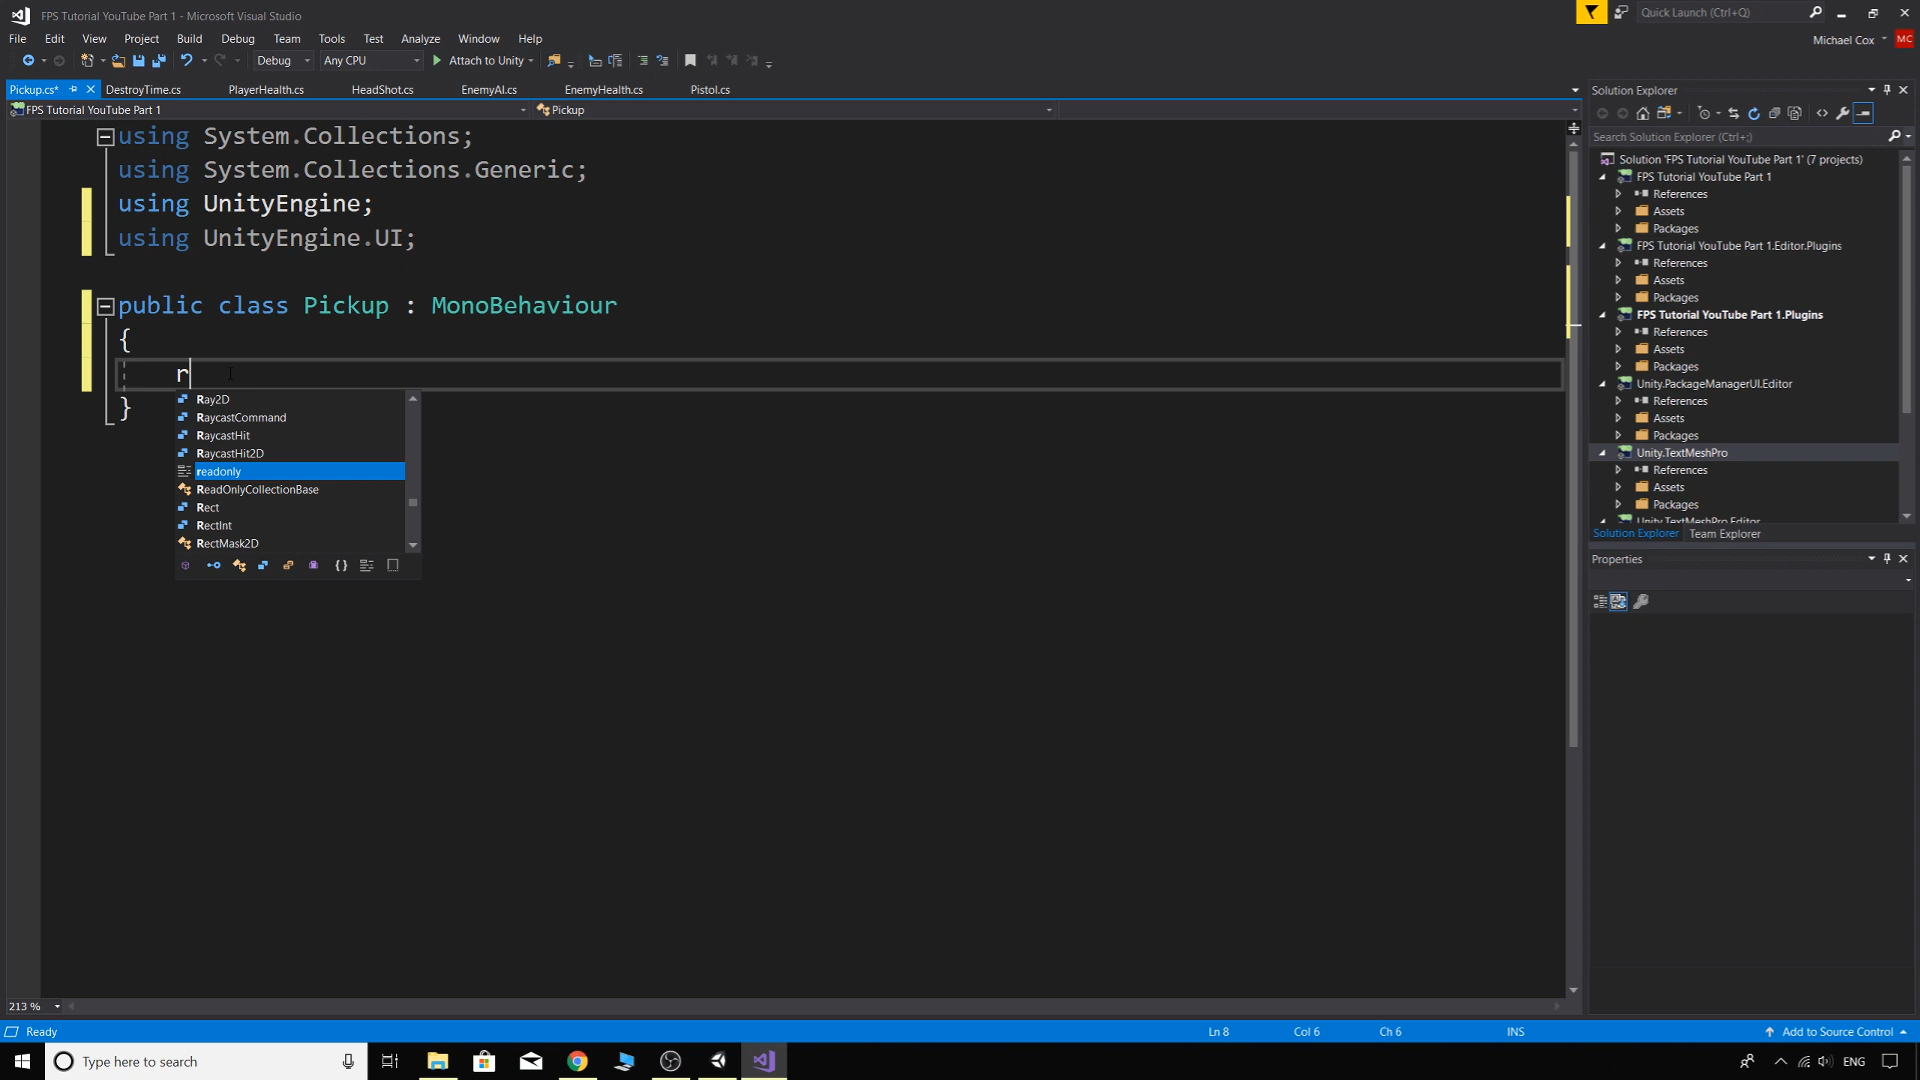 FPS Tutorial YouTube Part 1 - Microsoft Visual Studio
Quick Launch (Ctrl+Q)
File Edit View Project Build Debug Team Tools Test Analyze Window Help
Michael Cox MC
Debug Any CPU Attach to Unity
Pickup.cs* DestroyTime.cs PlayerHealth.cs HeadShot.cs EnemyAI.cs EnemyHealth.cs Pistol.cs
FPS Tutorial YouTube Part 1 Pickup
using System.Collections;
using System.Collections.Generic;
using UnityEngine;
using UnityEngine.UI;
public class Pickup : MonoBehaviour
{
r
}
Ray2D
RaycastCommand
RaycastHit
RaycastHit2D
readonly
ReadOnlyCollectionBase
Rect
RectInt
RectMask2D
Solution Explorer
Search Solution Explorer (Ctrl+;)
Solution 'FPS Tutorial YouTube Part 1' (7 projects)
FPS Tutorial YouTube Part 1
References
Assets
Packages
FPS Tutorial YouTube Part 1.Editor.Plugins
References
Assets
Packages
FPS Tutorial YouTube Part 1.Plugins
References
Assets
Packages
Unity.PackageManagerUI.Editor
References
Assets
Packages
Unity.TextMeshPro
References
Assets
Packages
Unity.TextMeshPro.Editor
Solution Explorer Team Explorer
Properties
213 %
Ready Ln 8 Col 6 Ch 6 INS Add to Source Control
Type here to search ENG